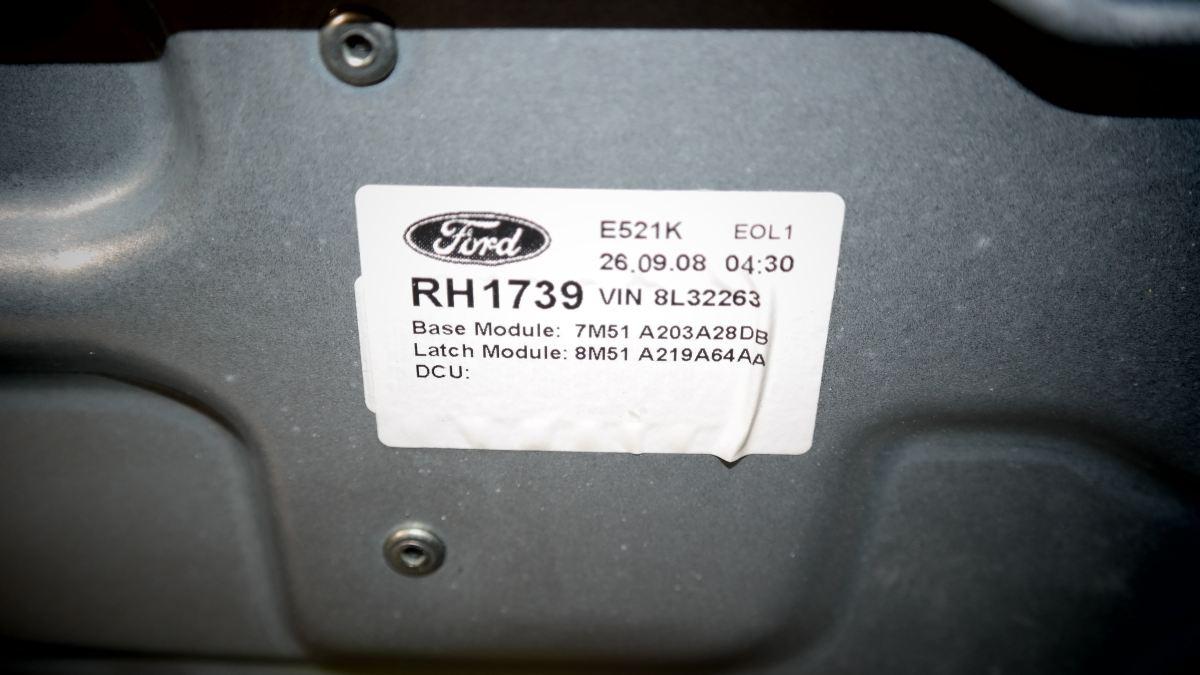 Ford
E521K EOL1
26.09.08 04:30
RH1739 VIN 8L32263
Base Module: 7M51 A203A28DB
Latch Module: 8M51 A219A64AA
DCU: